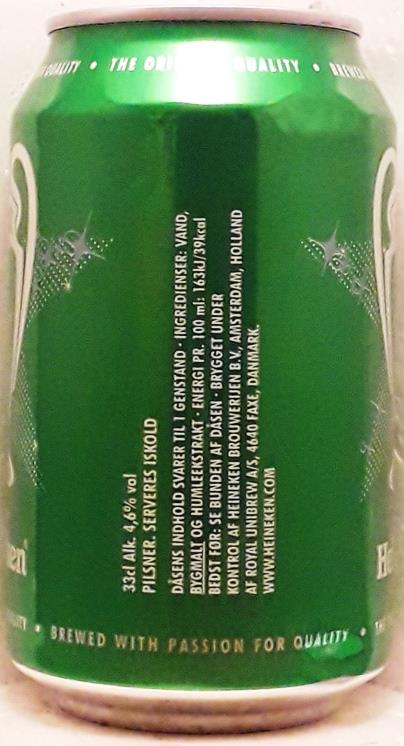 QUALITY • THE ORI QUALITY • BREWED
33cl Alk. 4,6% vol
PILSNER. SERVERES ISKOLD
DÅSENS INDHOLD SVARER TIL 1 GENSTAND · INGREDIENSER: VAND,
BYGMALT OG HUMLEEKSTRAKT · ENERGI PR. 100 ml: 163kJ/39kcal
BEDST FØR: SE BUNDEN AF DÅSEN · BRYGGET UNDER
KONTROL AF HEINEKEN BROUWERIJEN B.V., AMSTERDAM, HOLLAND
AF ROYAL UNIBREW A/S, 4640 FAXE, DANMARK.
WWW.HEINEKEN.COM
• BREWED WITH PASSION FOR QUALITY •